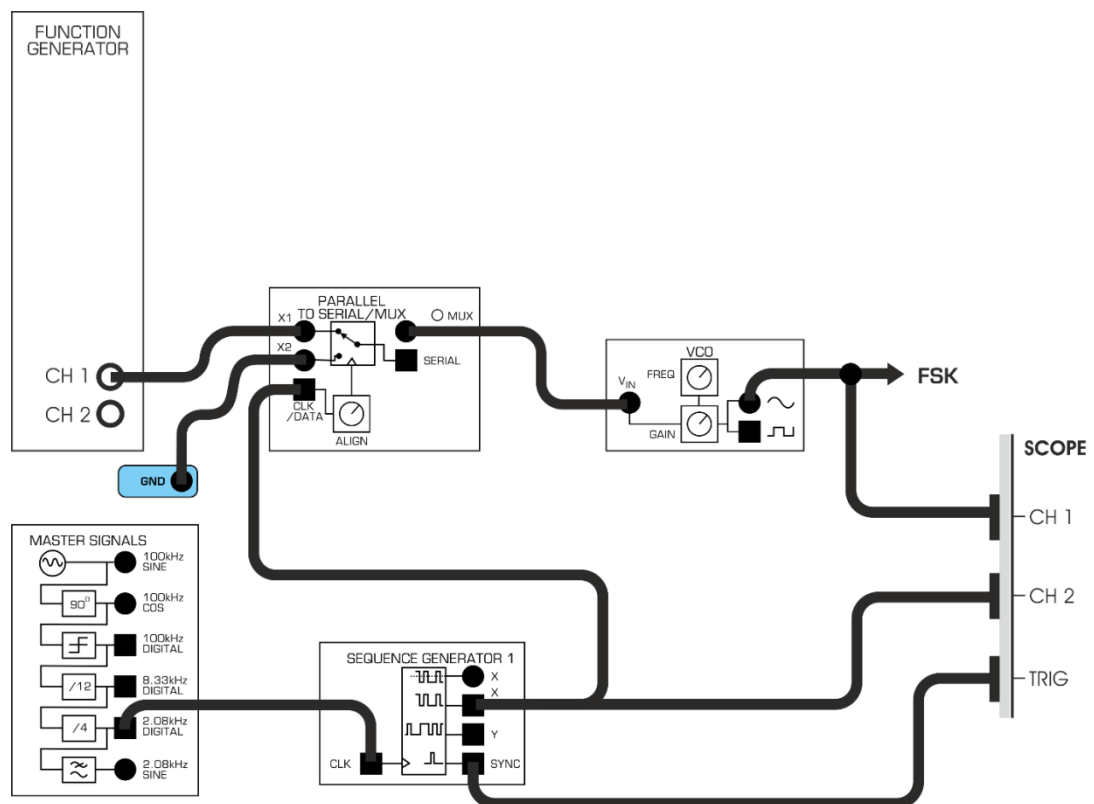 FUNCTION
GENERATOR
CH 1
CH 2
GND
PARALLEL
TO SERIAL/MUX
X1
X2
CLK
/DATA
ALIGN
MUX
SERIAL
VCO
FREQ
VIN
GAIN
FSK
SCOPE
CH 1
CH 2
TRIG
MASTER SIGNALS
100kHz
SINE
90°
100kHz
COS
100kHz
DIGITAL
/12
8.33kHz
DIGITAL
/4
2.08kHz
DIGITAL
2.08kHz
SINE
SEQUENCE GENERATOR 1
X
X
Y
CLK
SYNC